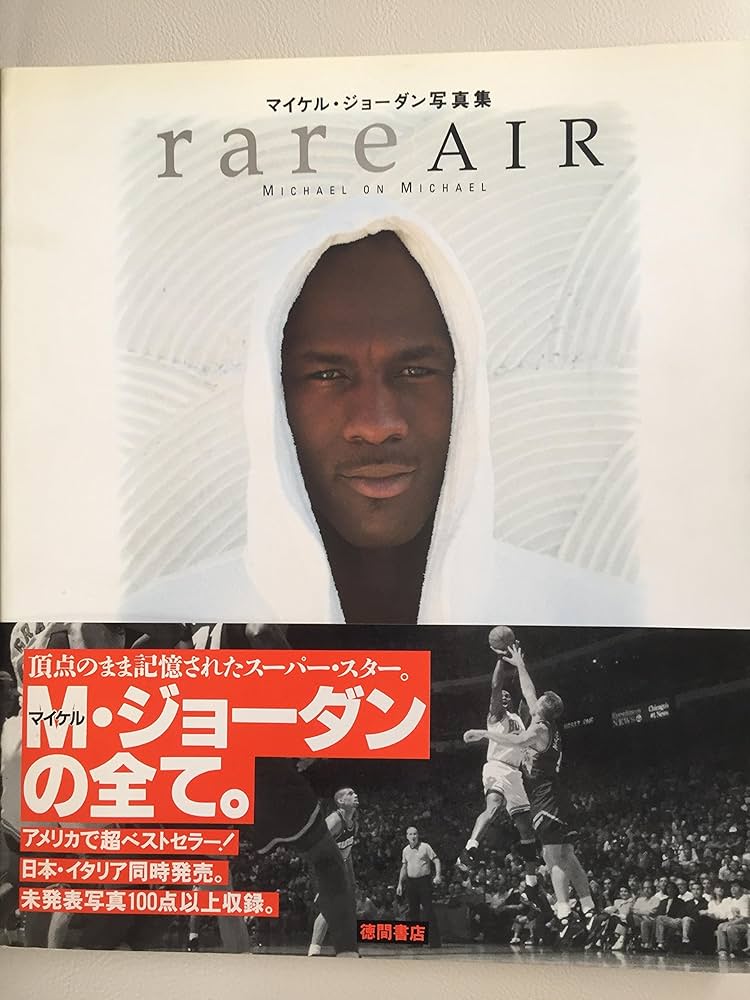 マイケル・ジョーダン写真集
rare AIR
MICHAEL ON MICHAEL
頂点のまま記憶されたスーパー・スター。
マイケル
M・ジョーダン
の全て。
アメリカで超ベストセラー!
日本・イタリア同時発売。
未発表写真100点以上収録。
徳間書店